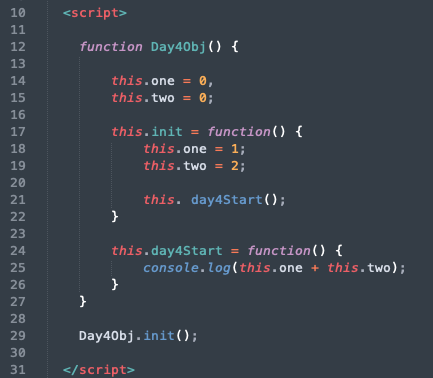 10 <script>
11
12 function Day4Obj() {
13
14 this.one = 0,
15 this.two = 0;
16
17 this.init = function() {
18 this.one = 1;
19 this.two = 2;
20
21 this. day4Start();
22 }
23
24 this.day4Start = function() {
25 console.log(this.one + this.two);
26 }
27 }
28
29 Day4Obj.init();
30
31 </script>